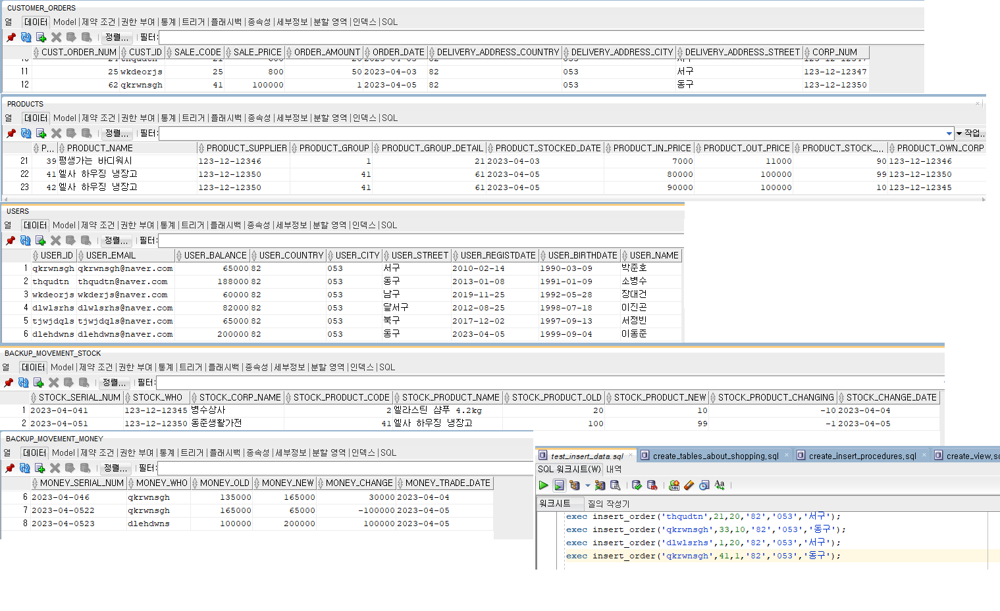 CUSTOMER_ORDERS
열 데이터 Model 제약 조건 권한 부여 통계 트리거 플래시백 종속성 세부정보 분할 영역 인덱스 SQL
정렬... 필터:
CUST_ORDER_NUM CUST_ID SALE_CODE SALE_PRICE ORDER_AMOUNT ORDER_DATE DELIVERY_ADDRESS_COUNTRY DELIVERY_ADDRESS_CITY DELIVERY_ADDRESS_STREET CORP_NUM
11 25 wkdeorjs 25 800 50 2023-04-03 82 053 서구 123-12-12347
12 62 qkrwnsgh 41 100000 1 2023-04-05 82 053 동구 123-12-12350
PRODUCTS
열 데이터 Model 제약 조건 권한 부여 통계 트리거 플래시백 종속성 세부정보 분할 영역 인덱스 SQL
정렬... 필터: 작업..
P... PRODUCT_NAME PRODUCT_SUPPLIER PRODUCT_GROUP PRODUCT_GROUP_DETAIL PRODUCT_STOCKED_DATE PRODUCT_IN_PRICE PRODUCT_OUT_PRICE PRODUCT_STOCK_... PRODUCT_OWN_CORP
21 39 평생가는 바디워시 123-12-12346 1 21 2023-04-03 7000 11000 90 123-12-12346
22 41 엘사 하우징 냉장고 123-12-12350 41 61 2023-04-05 80000 100000 99 123-12-12350
23 42 엘사 하우징 냉장고 123-12-12350 41 61 2023-04-05 90000 100000 10 123-12-12345
USERS
열 데이터 Model 제약 조건 권한 부여 통계 트리거 플래시백 종속성 세부정보 분할 영역 인덱스 SQL
정렬... 필터:
USER_ID USER_EMAIL USER_BALANCE USER_COUNTRY USER_CITY USER_STREET USER_REGISTDATE USER_BIRTHDATE USER_NAME
1 qkrwnsgh qkrwnsgh@naver.com 65000 82 053 서구 2010-02-14 1990-03-09 박준호
2 thqudtn thqudtn@naver.com 188000 82 053 동구 2013-01-08 1991-01-09 소병수
3 wkdeorjs wkderjs@naver.com 60000 82 053 남구 2019-11-25 1992-05-28 장대건
4 dlwlsrhs dlwlsrhs@naver.com 82000 82 053 달서구 2012-08-25 1998-07-18 이진곤
5 tjwjdqls tjwjdqls@naver.com 65000 82 053 북구 2017-12-02 1997-09-13 서정빈
6 dlehdwns dlehdwns@naver.com 200000 82 053 동구 2023-04-05 1999-09-04 이동준
BACKUP_MOVEMENT_STOCK
열 데이터 Model 제약 조건 권한 부여 통계 트리거 플래시백 종속성 세부정보 분할 영역 인덱스 SQL
정렬... 필터:
STOCK_SERIAL_NUM STOCK_WHO STOCK_CORP_NAME STOCK_PRODUCT_CODE STOCK_PRODUCT_NAME STOCK_PRODUCT_OLD STOCK_PRODUCT_NEW STOCK_PRODUCT_CHANGING STOCK_CHANGE_DATE
1 2023-04-041 123-12-12345 병수상사 2 엘라스틴 샴푸 4.2kg 20 10 -10 2023-04-04
2 2023-04-051 123-12-12350 동준생활가전 41 엘사 하우징 냉장고 100 99 -1 2023-04-05
BACKUP_MOVEMENT_MONEY
열 데이터 Model 제약 조건 권한 부여 통계 트리거 플래시백 종속성 세부정보 분할 영역 인덱스 SQL
정렬... 필터:
MONEY_SERIAL_NUM MONEY_WHO MONEY_OLD MONEY_NEW MONEY_CHANGE MONEY_TRADE_DATE
6 2023-04-046 qkrwnsgh 135000 165000 30000 2023-04-04
7 2023-04-0522 qkrwnsgh 165000 65000 -100000 2023-04-05
8 2023-04-0523 dlehdwns 100000 200000 100000 2023-04-05
test_insert_data.sql create_tables_about_shopping.sql create_insert_procedures.sql create_view.sq
SQL 워크시트(W) 내역
Aa
워크시트 질의 작성기
exec insert_order('thqudtn',21,20,'82','053','서구');
exec insert_order('qkrwnsgh',33,10,'82','053','동구');
exec insert_order('dlwlsrhs',1,20,'82','053','서구');
exec insert_order('qkrwnsgh',41,1,'82','053','동구');